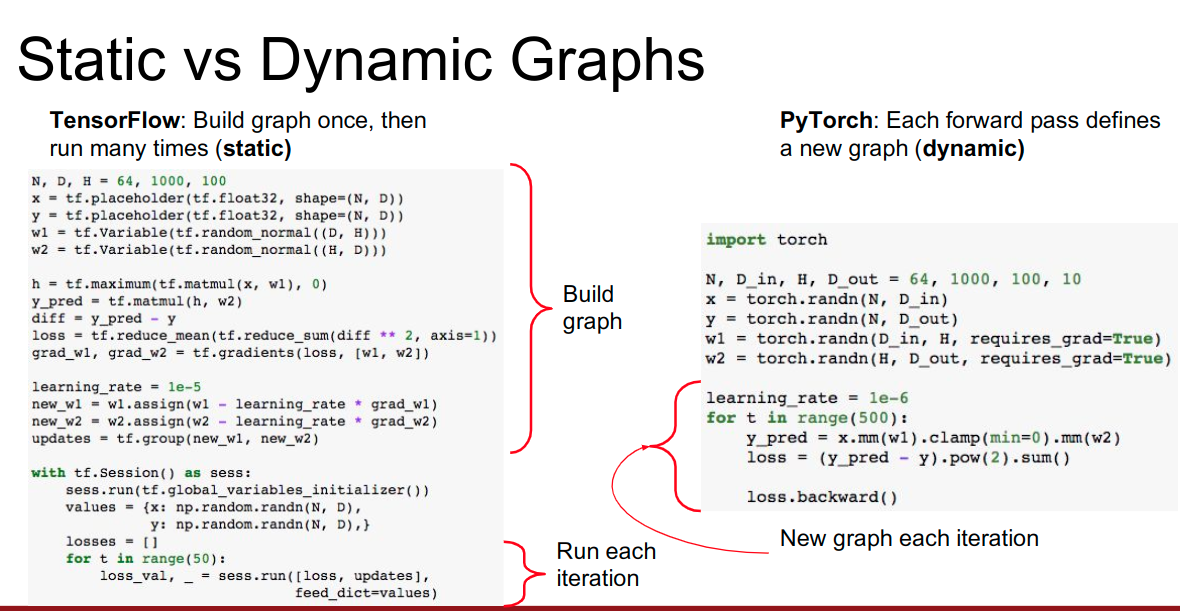 Static vs Dynamic Graphs
TensorFlow: Build graph once, then
run many times (static)
N, D, H = 64, 1000, 100
x = tf.placeholder(tf.float32, shape=(N, D))
y = tf.placeholder(tf.float32, shape=(N, D))
w1 = tf.Variable(tf.random_normal((D, H)))
w2 = tf.Variable(tf.random_normal((H, D)))
h = tf.maximum(tf.matmul(x, w1), 0)
y_pred = tf.matmul(h, w2)
diff = y_pred - y
loss = tf.reduce_mean(tf.reduce_sum(diff ** 2, axis=1))
grad_w1, grad_w2 = tf.gradients(loss, [w1, w2])
learning_rate = 1e-5
new_w1 = w1.assign(w1 - learning_rate * grad_w1)
new_w2 = w2.assign(w2 - learning_rate * grad_w2)
updates = tf.group(new_w1, new_w2)
with tf.Session() as sess:
    sess.run(tf.global_variables_initializer())
    values = {x: np.random.randn(N, D),
              y: np.random.randn(N, D),}
    losses = []
    for t in range(50):
        loss_val, _ = sess.run([loss, updates],
                               feed_dict=values)
Build
graph
Run each
iteration
PyTorch: Each forward pass defines
a new graph (dynamic)
import torch
N, D_in, H, D_out = 64, 1000, 100, 10
x = torch.randn(N, D_in)
y = torch.randn(N, D_out)
w1 = torch.randn(D_in, H, requires_grad=True)
w2 = torch.randn(H, D_out, requires_grad=True)
learning_rate = 1e-6
for t in range(500):
    y_pred = x.mm(w1).clamp(min=0).mm(w2)
    loss = (y_pred - y).pow(2).sum()
    loss.backward()
New graph each iteration